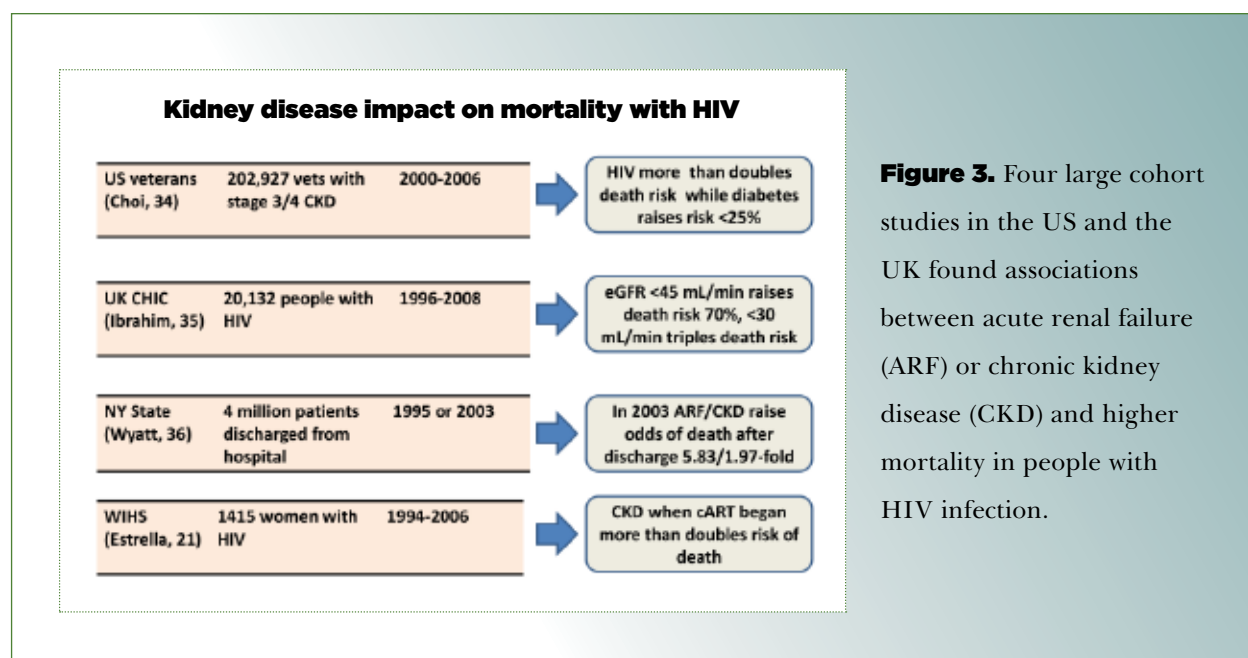 Kidney disease impact on mortality with HIV
US veterans
(Choi, 34)
202,927 vets with
stage 3/4 CKD
2000-2006
HIV more than doubles
death risk while diabetes
raises risk <25%
UK CHIC
(Ibrahim, 35)
20,132 people with
HIV
1996-2008
eGFR <45 mL/min raises
death risk 70%, <30
mL/min triples death risk
NY State
(Wyatt, 36)
4 million patients
discharged from
hospital
1995 or 2003
In 2003 ARF/CKD raise
odds of death after
discharge 5.83/1.97-fold
WIHS
(Estrella, 21)
1415 women with
HIV
1994-2006
CKD when cART began
more than doubles risk of
death
Figure 3. Four large cohort
studies in the US and the
UK found associations
between acute renal failure
(ARF) or chronic kidney
disease (CKD) and higher
mortality in people with
HIV infection.